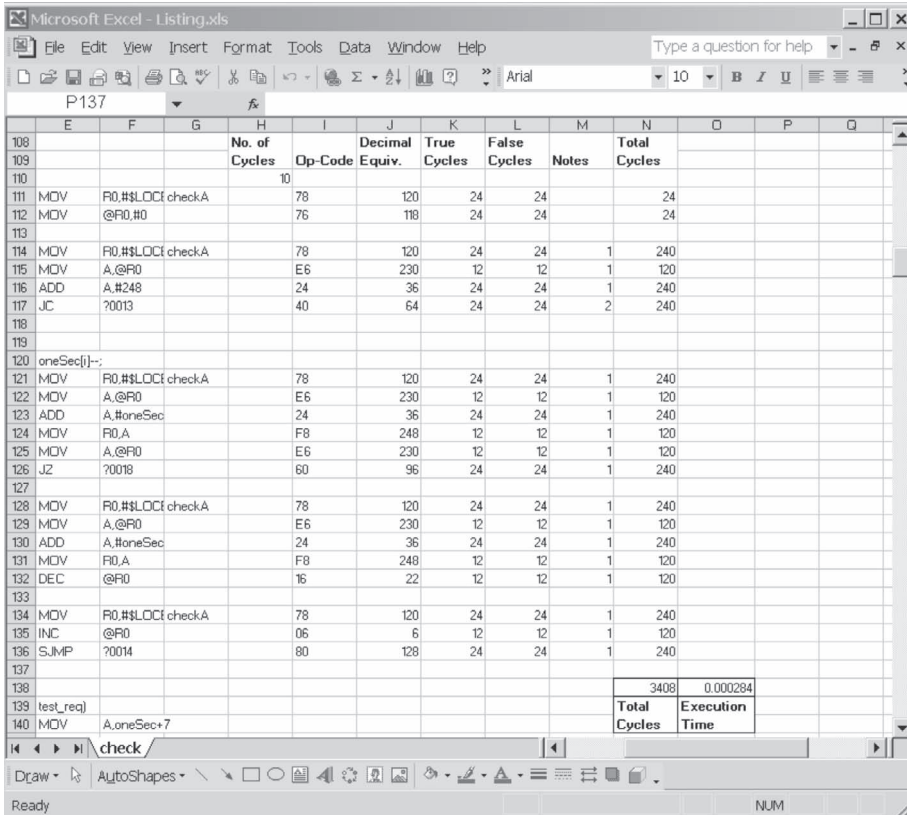 Microsoft Excel - Listing.xls
File Edit View Insert Format Tools Data Window Help Type a question for help
Arial 10 B I U
P137 fx
E F G H I J K L M N O P Q
108 No. of Decimal True False Total
109 Cycles Op-Code Equiv. Cycles Cycles Notes Cycles
110 10
111 MOV R0,#$LOCE checkA 78 120 24 24 24
112 MOV @R0,#0 76 118 24 24 24
113
114 MOV R0,#$LOCE checkA 78 120 24 24 1 240
115 MOV A,@R0 E6 230 12 12 1 120
116 ADD A,#248 24 36 24 24 1 240
117 JC ?0013 40 64 24 24 2 240
118
119
120 oneSec[i]--;
121 MOV R0,#$LOCE checkA 78 120 24 24 1 240
122 MOV A,@R0 E6 230 12 12 1 120
123 ADD A,#oneSec 24 36 24 24 1 240
124 MOV R0,A F8 248 12 12 1 120
125 MOV A,@R0 E6 230 12 12 1 120
126 JZ ?0018 60 96 24 24 1 240
127
128 MOV R0,#$LOCE checkA 78 120 24 24 1 240
129 MOV A,@R0 E6 230 12 12 1 120
130 ADD A,#oneSec 24 36 24 24 1 240
131 MOV R0,A F8 248 12 12 1 120
132 DEC @R0 16 22 12 12 1 120
133
134 MOV R0,#$LOCE checkA 78 120 24 24 1 240
135 INC @R0 06 6 12 12 1 120
136 SJMP ?0014 80 128 24 24 1 240
137
138 3408 0.000284
139 test_req) Total Execution
140 MOV A,oneSec+7 Cycles Time
check
Draw AutoShapes
Ready NUM